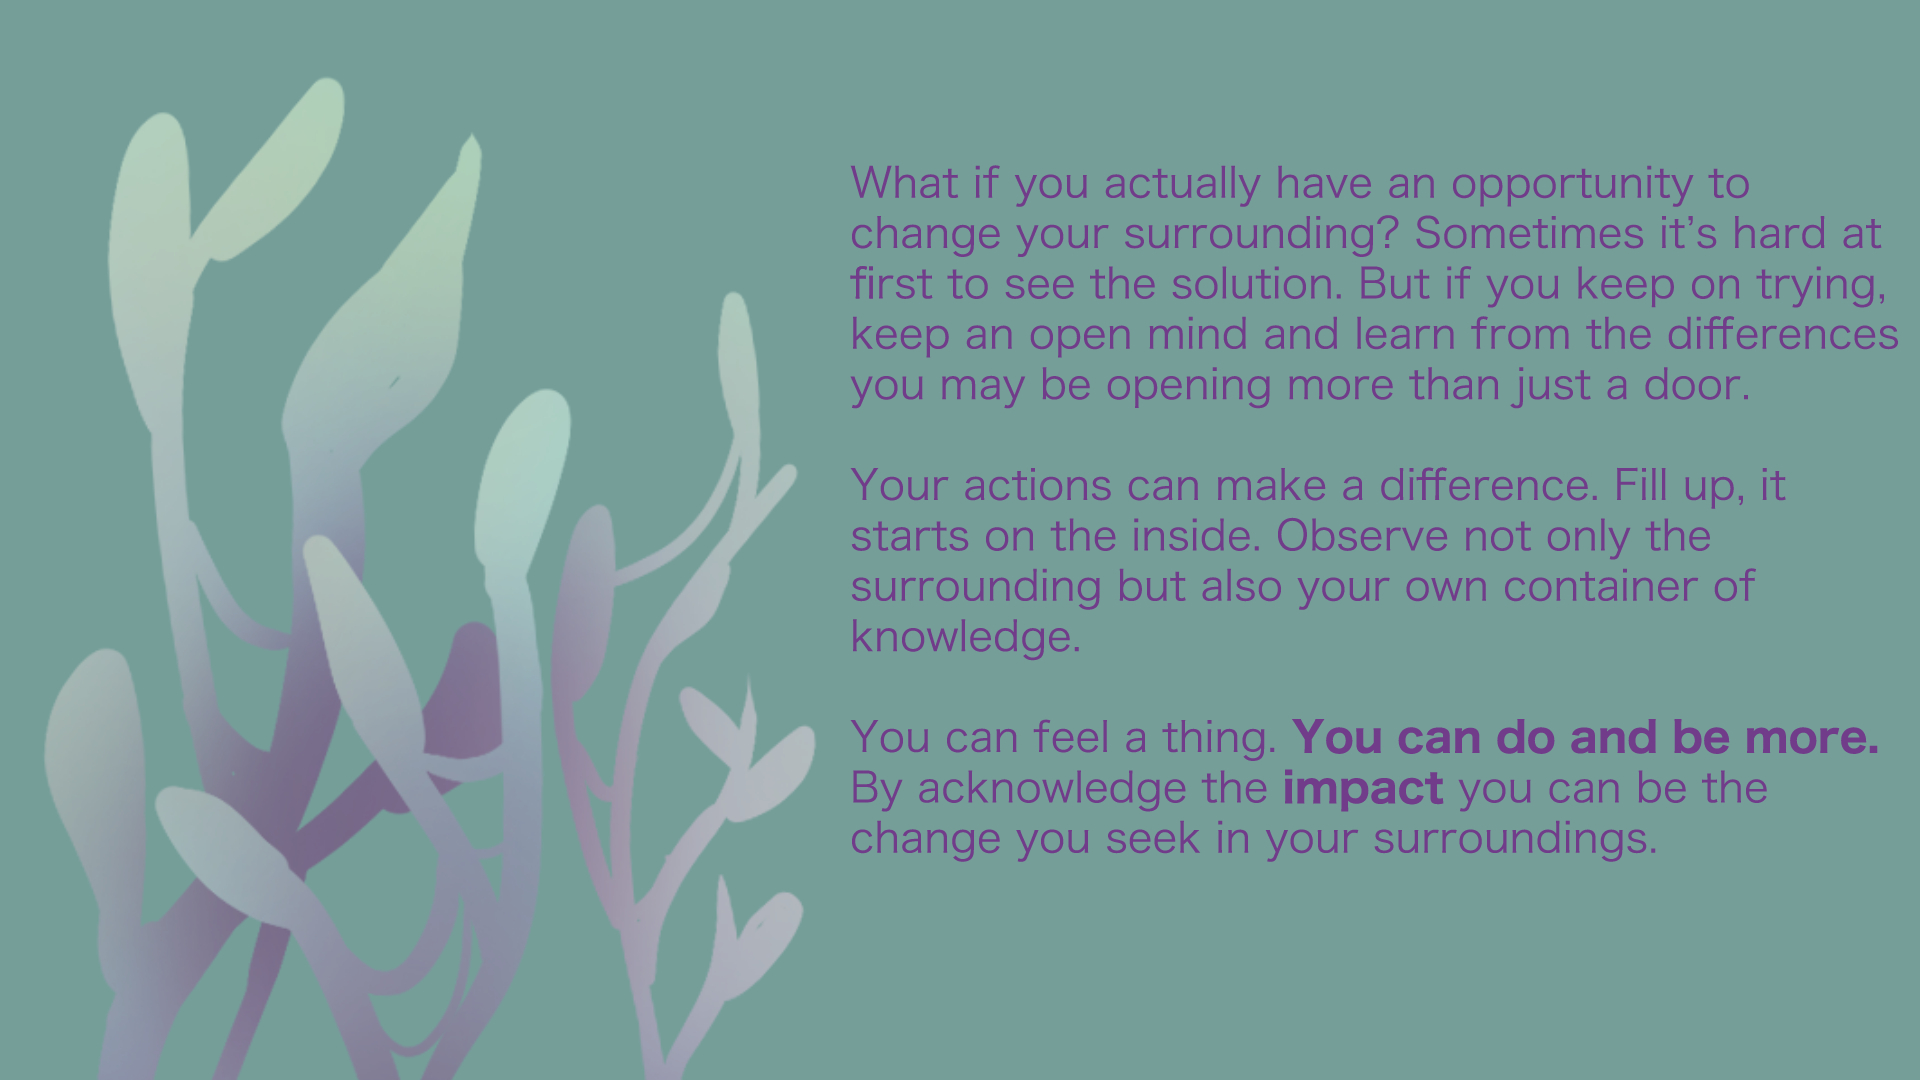 What if you actually have an opportunity to
change your surrounding? Sometimes it’s hard at
first to see the solution. But if you keep on trying,
keep an open mind and learn from the differences
you may be opening more than just a door.
Your actions can make a difference. Fill up, it
starts on the inside. Observe not only the
surrounding but also your own container of
knowledge.
You can feel a thing. You can do and be more.
By acknowledge the impact you can be the
change you seek in your surroundings.